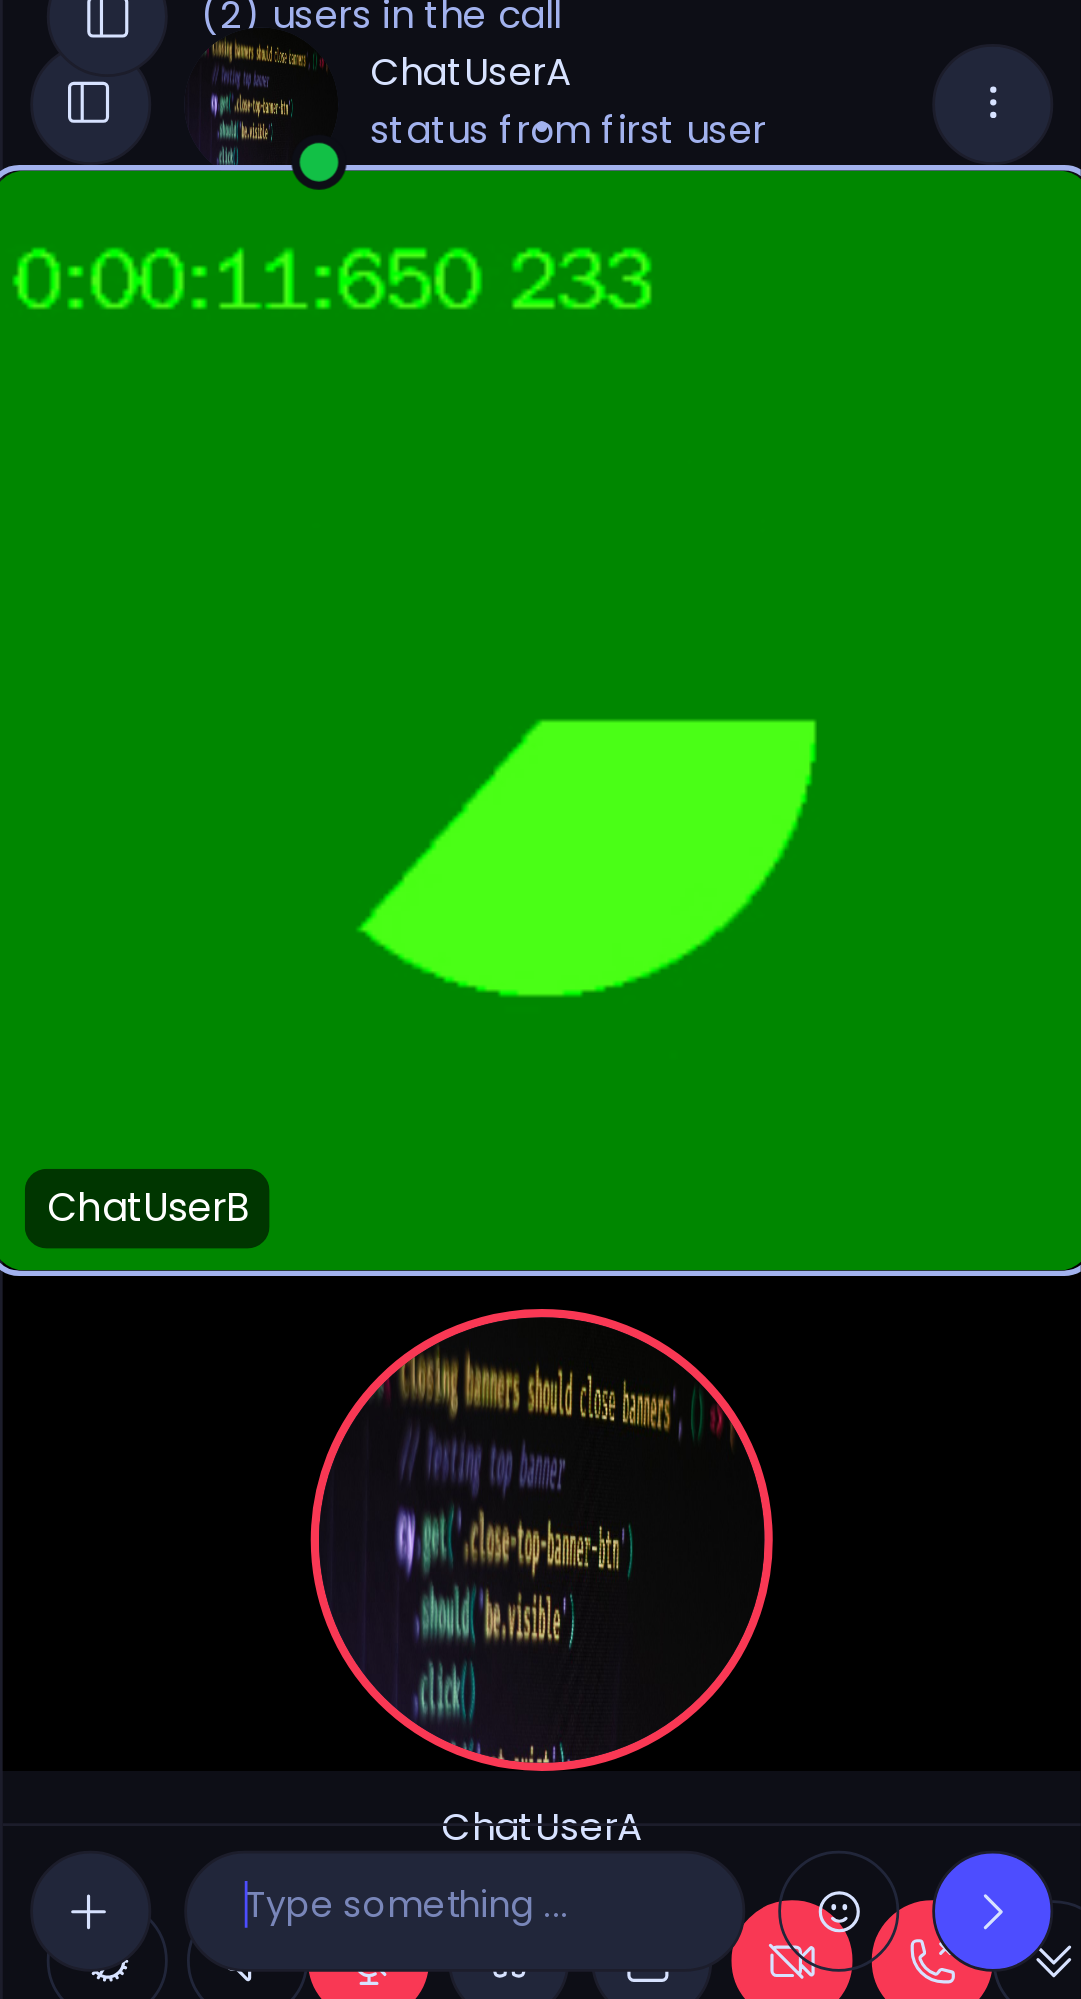 (2) users in the call
ChatUserA
status from first user
0:00:11:650 233
ChatUserB
Closing banners should close banners', () =>
// Testing top banner
cy.get('.close-top-banner-btn')
.should('be.visible')
.click()
ChatUserA
Type something ...